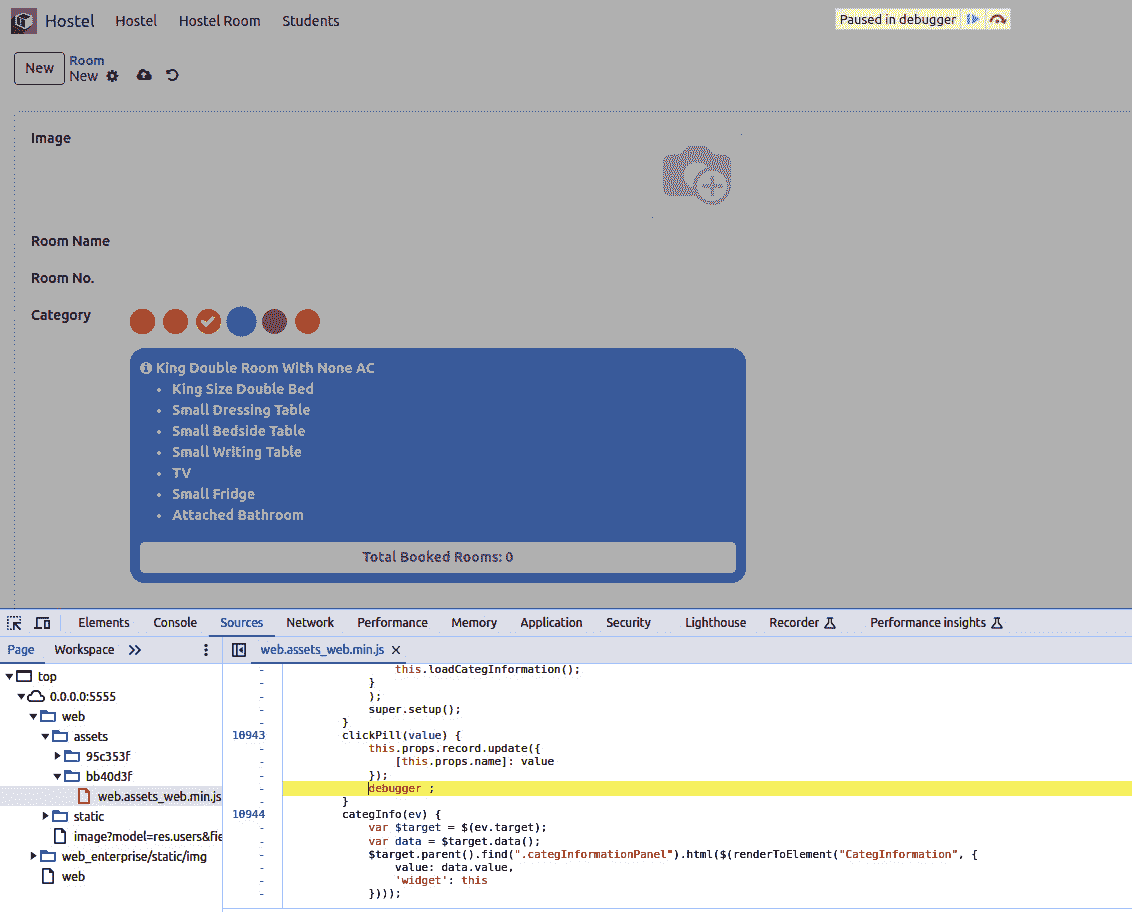 Hostel Hostel Hostel Room Students
Paused in debugger
New
Room
New
Image
Room Name
Room No.
Category
King Double Room With None AC
• King Size Double Bed
• Small Dressing Table
• Small Bedside Table
• Small Writing Table
• TV
• Small Fridge
• Attached Bathroom
Total Booked Rooms: 0
Elements Console Sources Network Performance Memory Application Security Lighthouse Recorder Performance insights
Page Workspace
web.assets_web.min.js
top
0.0.0.0:5555
web
assets
95c353f
bb40d3f
web.assets_web.min.js
static
image?model=res.users&fie
web_enterprise/static/img
web
- this.loadCategInformation();
- }
- );
- super.setup();
- }
10943 clickPill(value) {
- this.props.record.update({
- [this.props.name]: value
- });
- debugger ;
- }
10944 categInfo(ev) {
- var $target = $(ev.target);
- var data = $target.data();
- $target.parent().find(".categInformationPanel").html($(renderToElement("CategInformation", {
- value: data.value,
- 'widget': this
- })));